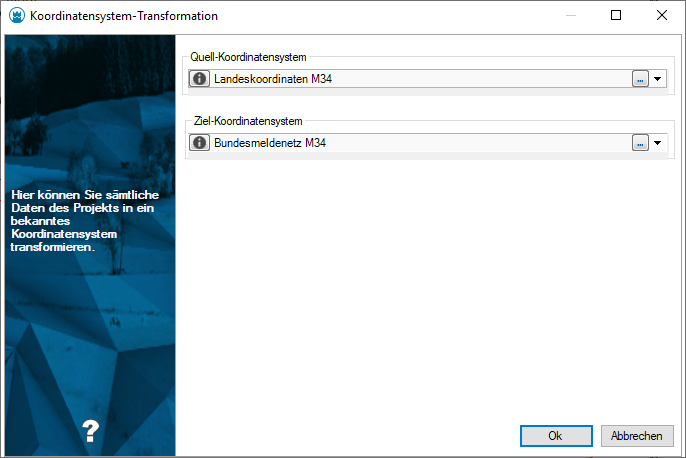 Koordinatensystem-Transformation
Quell-Koordinatensystem
Landeskoordinaten M34
...
Ziel-Koordinatensystem
Bundesmeldenetz M34
...
Hier können Sie sämtliche
Daten des Projekts in ein
bekanntes
Koordinatensystem
transformieren.
?
Ok
Abbrechen